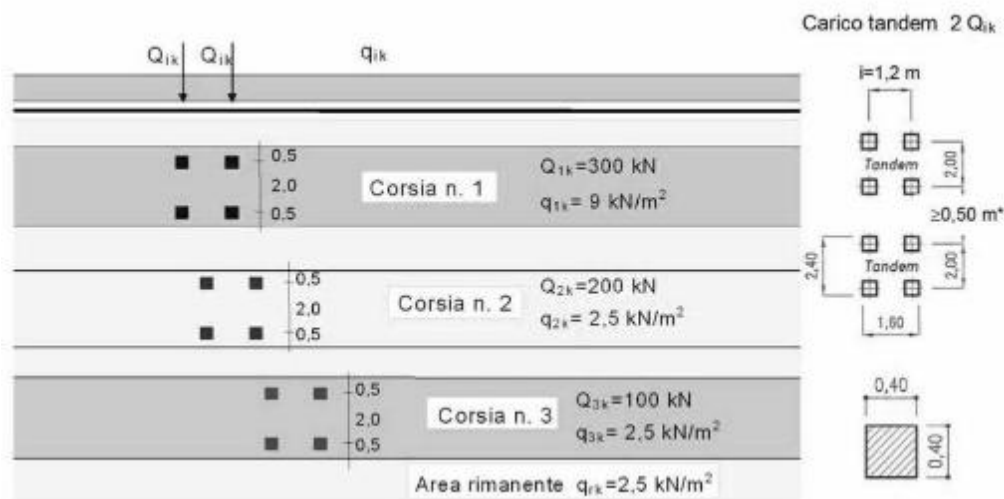 Carico tandem 2 Qik
Qik Qik qik
i=1,2 m
0,5
2,0
0,5
Corsia n. 1
Q1k=300 kN
q1k= 9 kN/m²
Tandem
2,00
≥0,50 m*
0,5
2,0
0,5
Corsia n. 2
Q2k=200 kN
q2k= 2,5 kN/m²
2,40
Tandem
2,00
1,60
0,5
2,0
0,5
Corsia n. 3
Q3k=100 kN
q3k= 2,5 kN/m²
0,40
0,40
Area rimanente qrk=2,5 kN/m²